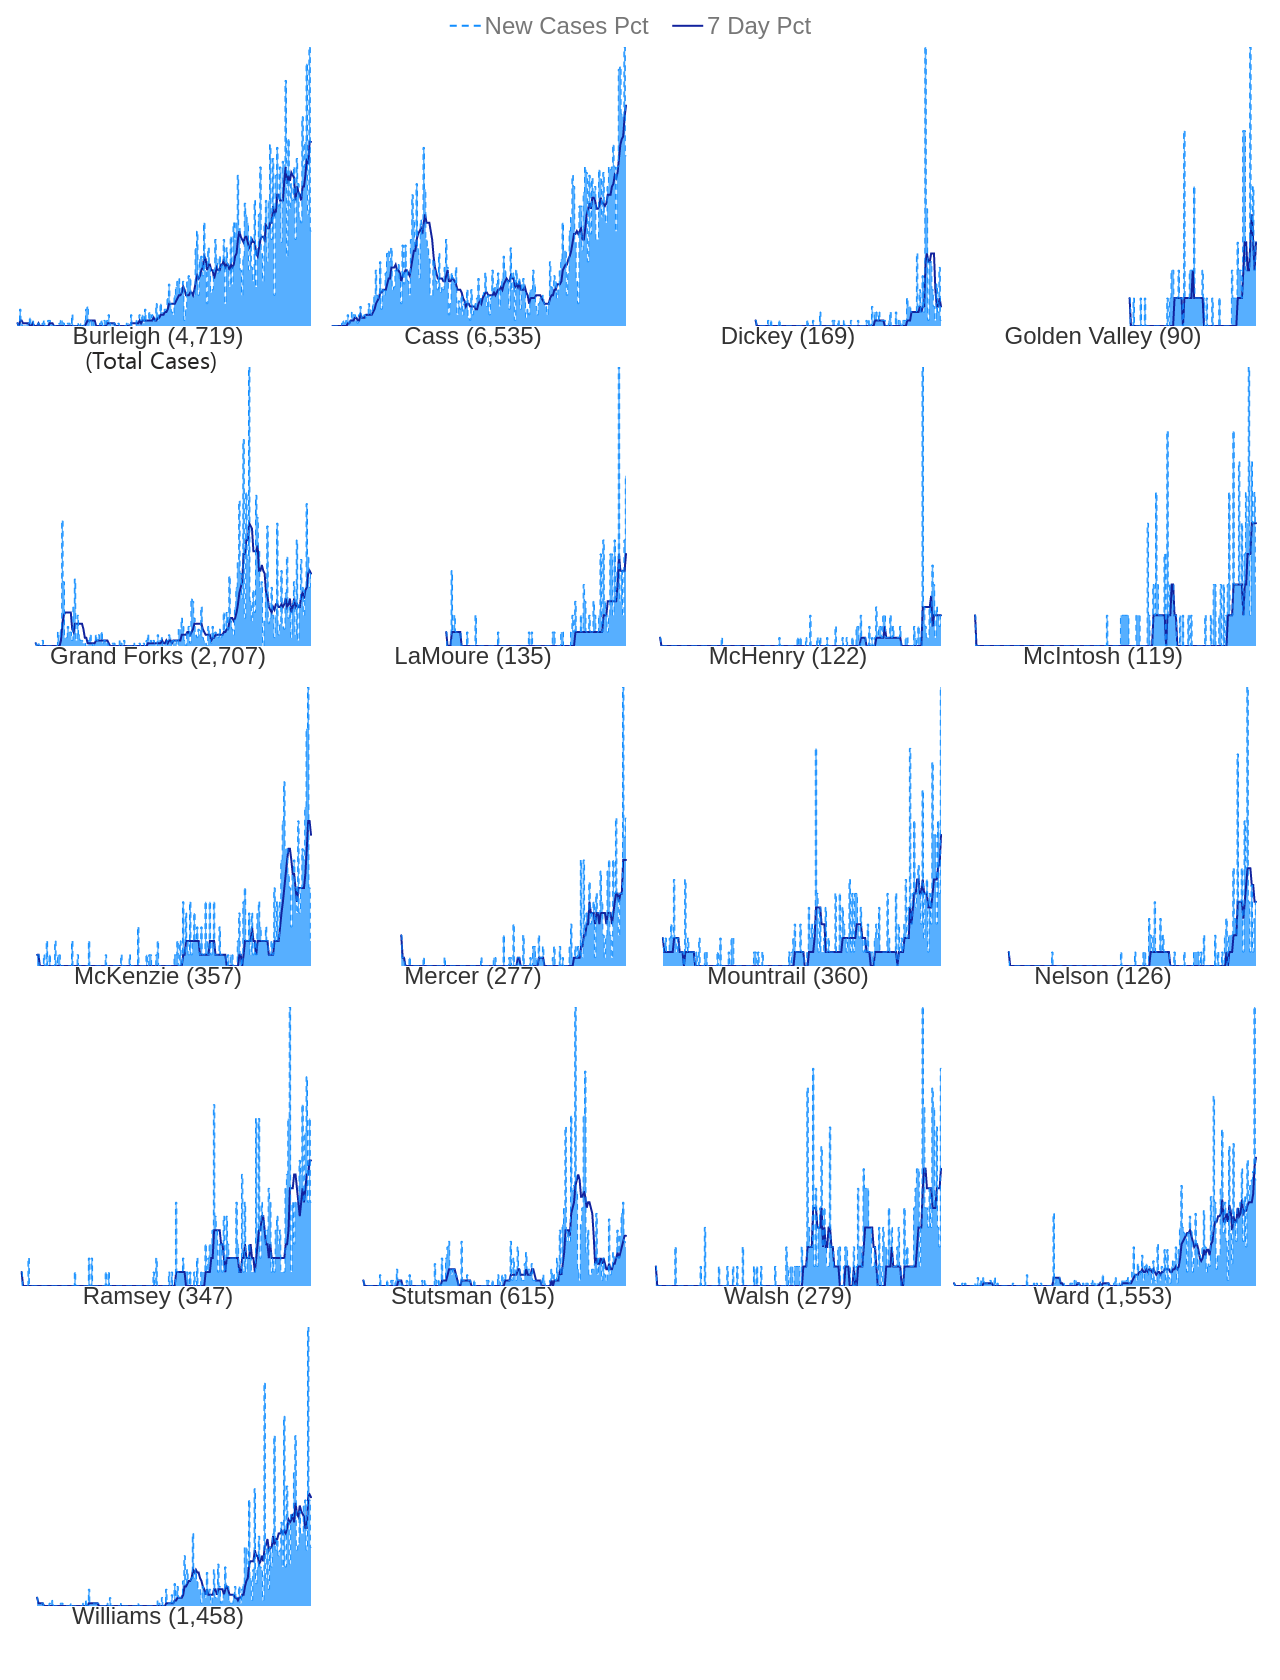 New Cases Pct 7 Day Pct
Burleigh (4,719) Cass (6,535) Dickey (169) Golden Valley (90)
(Total Cases)
Grand Forks (2,707) LaMoure (135) McHenry (122) McIntosh (119)
McKenzie (357) Mercer (277) Mountrail (360) Nelson (126)
Ramsey (347) Stutsman (615) Walsh (279) Ward (1,553)
Williams (1,458)